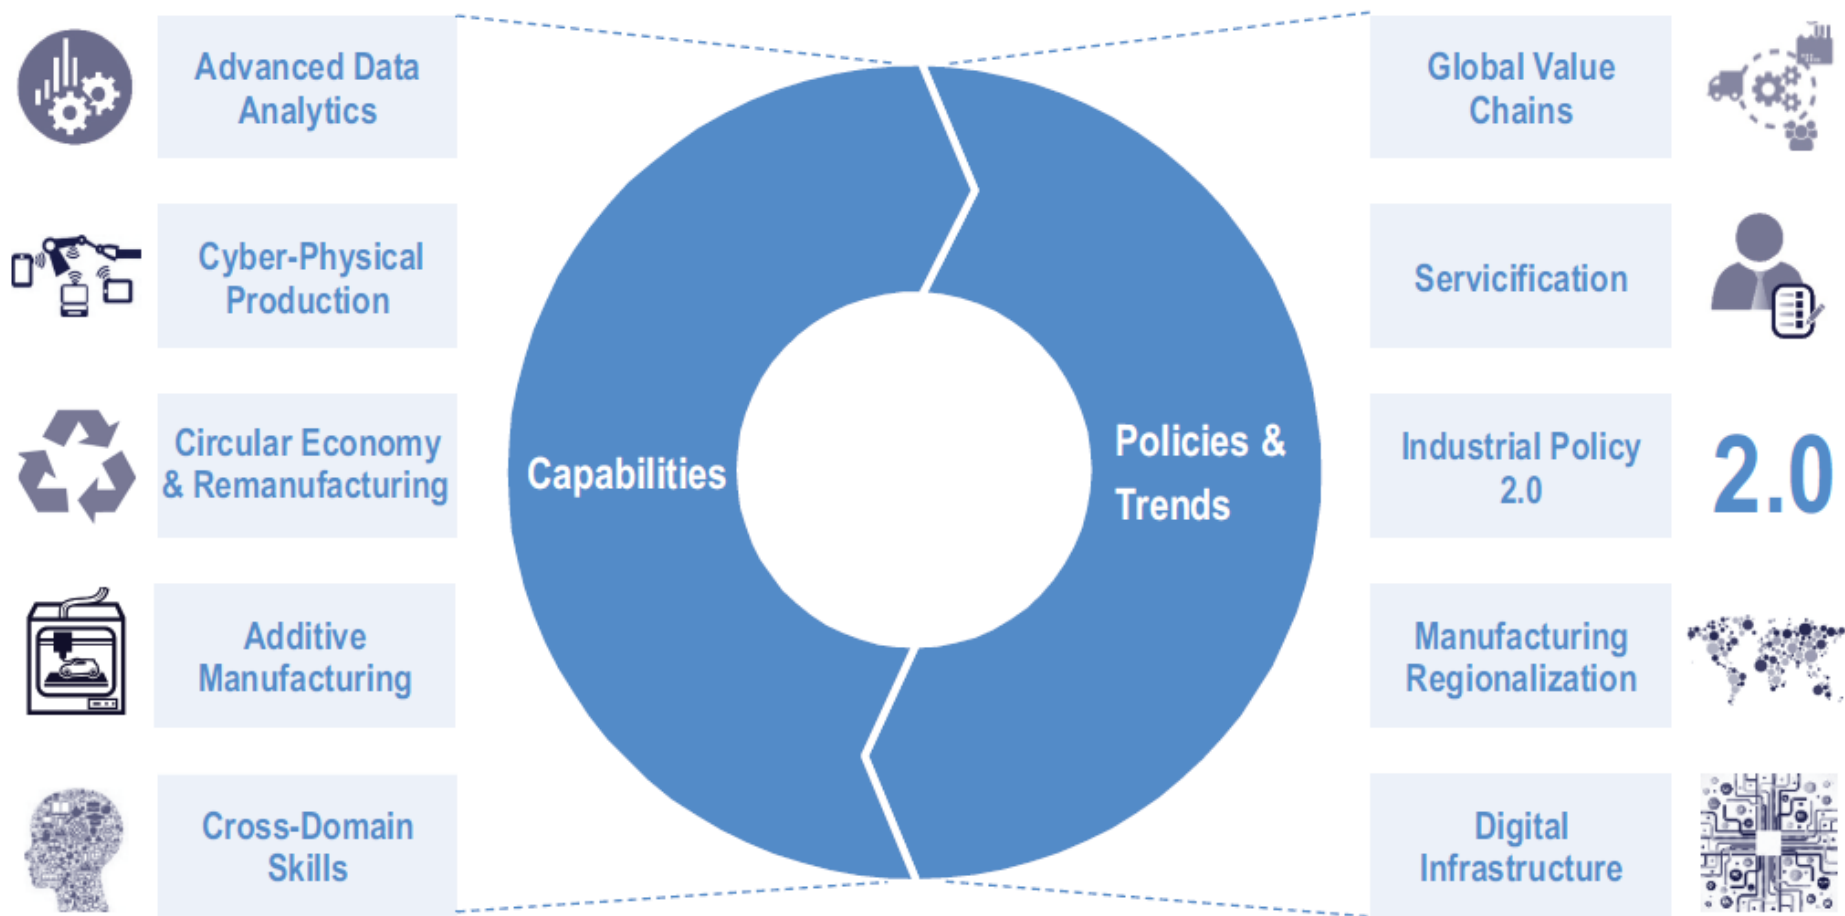 Advanced Data
Analytics
Cyber-Physical
Production
Circular Economy
& Remanufacturing
Additive
Manufacturing
Cross-Domain
Skills
Capabilities
Policies &
Trends
Global Value
Chains
Servicification
Industrial Policy
2.0
2.0
Manufacturing
Regionalization
Digital
Infrastructure